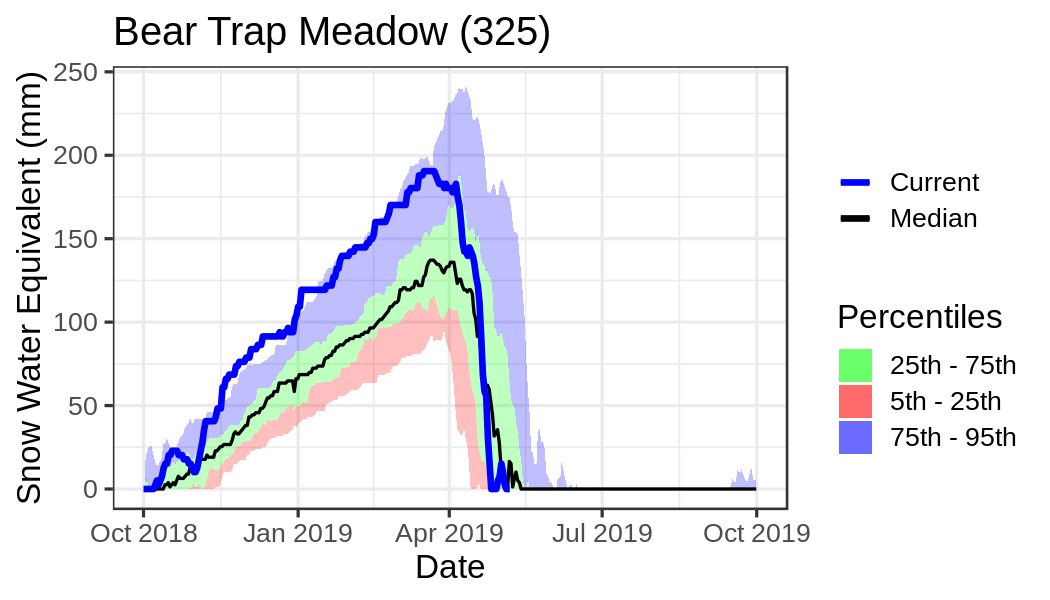 Bear Trap Meadow (325)
Snow Water Equivalent (mm)
250
200
150
100
50
0
Oct 2018
Jan 2019
Apr 2019
Jul 2019
Oct 2019
Date
Current
Median
Percentiles
25th - 75th
5th - 25th
75th - 95th